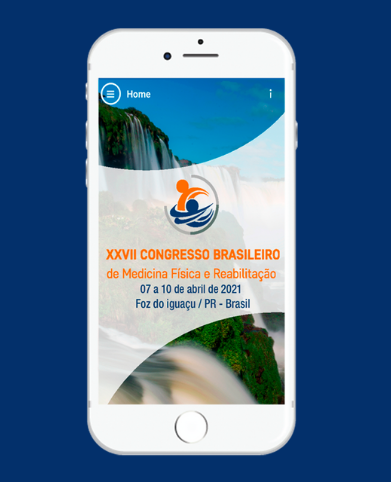 Home
XXVII CONGRESSO BRASILEIRO
de Medicina Física e Reabilitação
07 a 10 de abril de 2021
Foz do iguaçu / PR - Brasil